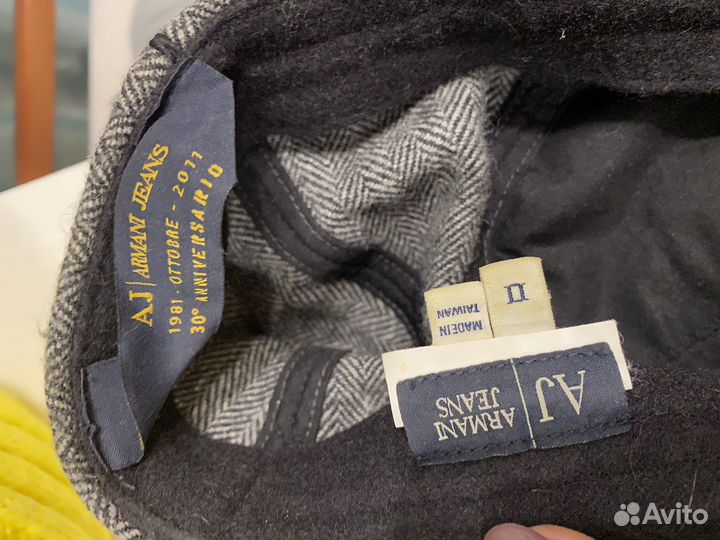 AJ | ARMANI JEANS
1981 - OTTOBRE - 2011
30° ANNIVERSARIO
MADE IN
TAIWAN
II
AJ
ARMANI
JEANS
Avito